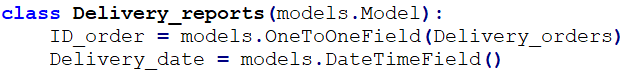 class Delivery_reports(models.Model):
    ID_order = models.OneToOneField(Delivery_orders)
    Delivery_date = models.DateTimeField()